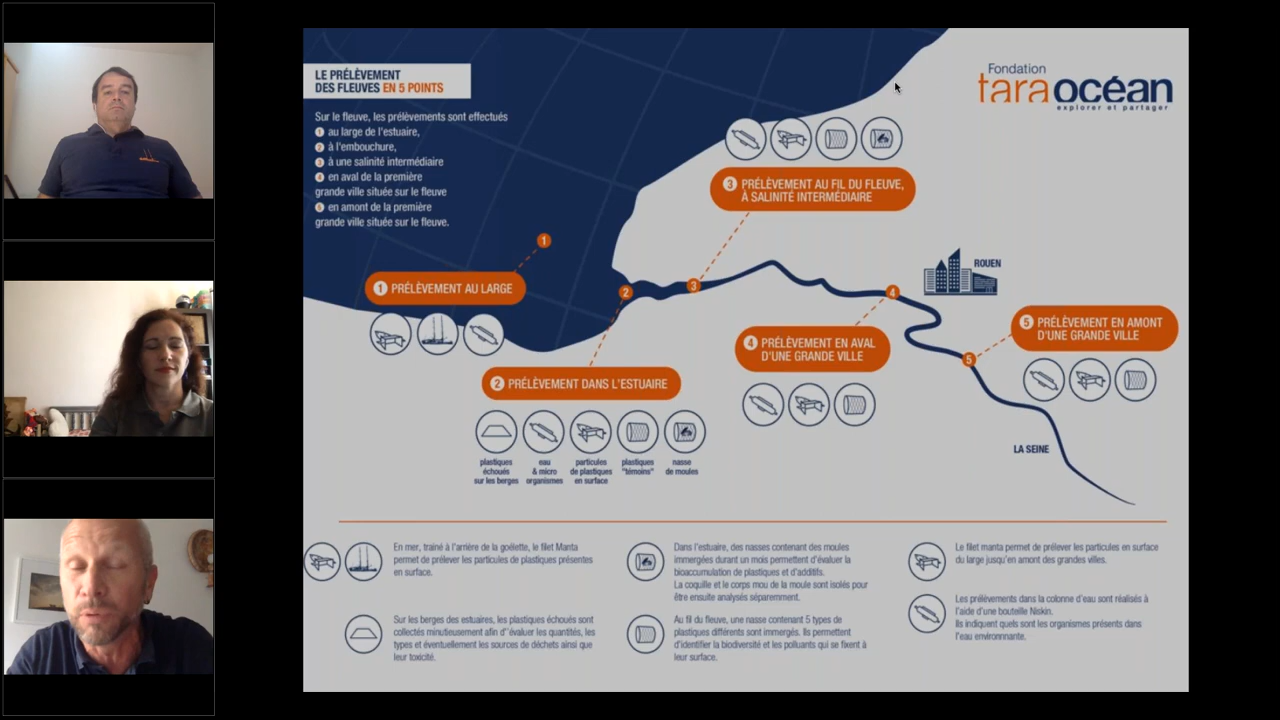 LE PRÉLÈVEMENT
DES FLEUVES EN 5 POINTS
Sur le fleuve, les prélèvements sont effectués
1 au large de l'estuaire,
2 à l'embouchure,
3 à une salinité intermédiaire
4 en aval de la première
grande ville située sur le fleuve
5 en amont de la première
grande ville située sur le fleuve.
Fondation
taraocéan
explorer et partager
3 PRÉLÈVEMENT AU FIL DU FLEUVE,
À SALINITÉ INTERMÉDIAIRE
1
1 PRÉLÈVEMENT AU LARGE
2
3
4
ROUEN
5
5 PRÉLÈVEMENT EN AMONT
D'UNE GRANDE VILLE
4 PRÉLÈVEMENT EN AVAL
D'UNE GRANDE VILLE
2 PRÉLÈVEMENT DANS L'ESTUAIRE
plastiques
échoués
sur les berges
eau
& micro
organismes
particules
de plastiques
en surface
plastiques
"témoins"
nasse
de moules
LA SEINE
En mer, traîné à l'arrière de la goélette, le filet Manta
permet de prélever les particules de plastiques présentes
en surface.
Sur les berges des estuaires, les plastiques échoués sont
collectés minutieusement afin d''évaluer les quantités, les
types et éventuellement les sources de déchets ainsi que
leur toxicité.
Dans l'estuaire, des nasses contenant des moules
immergées durant un mois permettent d'évaluer la
bioaccumulation de plastiques et d'additifs.
La coquille et le corps mou de la moule sont isolés pour
être ensuite analysés séparemment.
Au fil du fleuve, une nasse contenant 5 types de
plastiques différents sont immergés. Ils permettent
d'identifier la biodiversité et les polluants qui se fixent à
leur surface.
Le filet manta permet de prélever les particules en surface
du large jusqu'en amont des grandes villes.
Les prélèvements dans la colonne d'eau sont réalisés à
l'aide d'une bouteille Niskin.
Ils indiquent quels sont les organismes présents dans
l'eau environnnante.